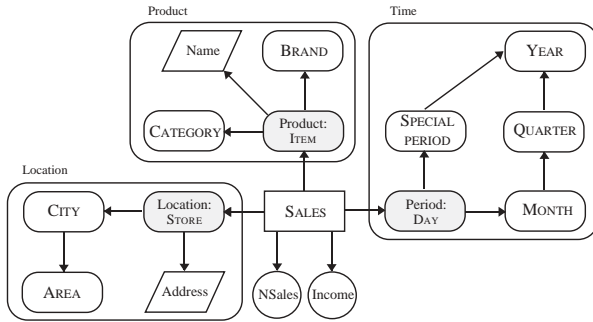 Product
Time
Name
BRAND
YEAR
CATEGORY
Product:
ITEM
SPECIAL
PERIOD
QUARTER
Location
CITY
Location:
STORE
SALES
Period:
DAY
MONTH
AREA
Address
NSales
Income